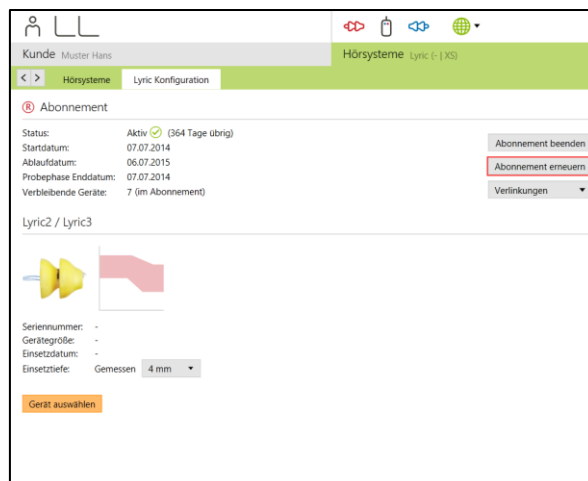 Kunde Muster Hans
Hörsysteme Lyric (- | XS)
< > Hörsysteme Lyric Konfiguration
R Abonnement
Status: Aktiv (364 Tage übrig)
Startdatum: 07.07.2014
Abonnement beenden
Ablaufdatum: 06.07.2015
Abonnement erneuern
Probephase Enddatum: 07.07.2014
Verbleibende Geräte: 7 (im Abonnement)
Verlinkungen
Lyric2 / Lyric3
Seriennummer: -
Gerätegröße: -
Einsetzdatum: -
Einsetztiefe: Gemessen 4 mm
Gerät auswählen